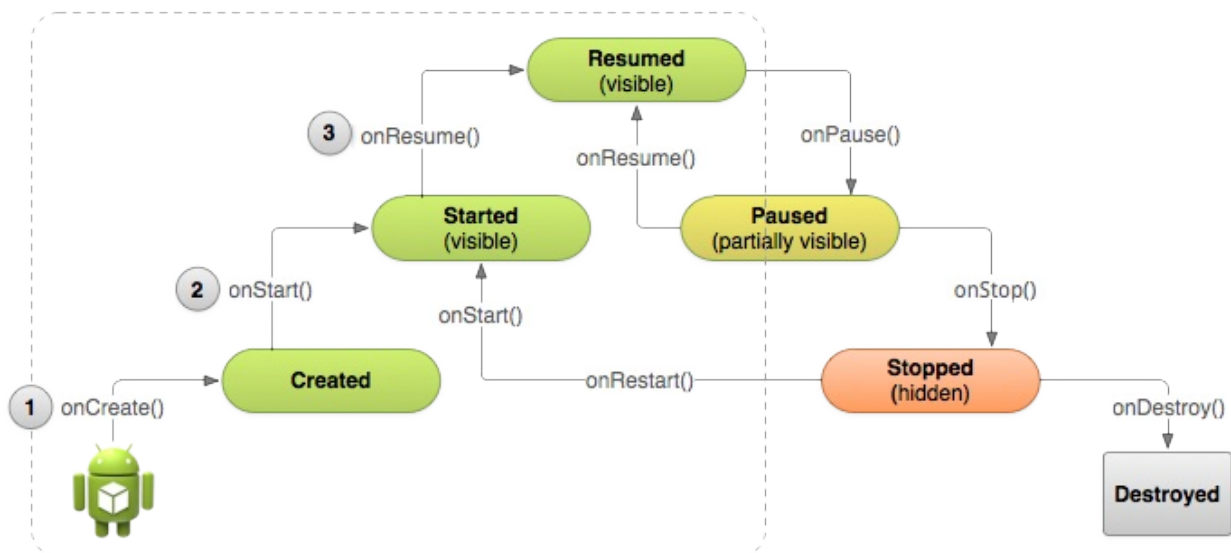 Resumed
(visible)
3
onResume()
onResume()
onPause()
Started
(visible)
Paused
(partially visible)
2
onStart()
onStart()
onStop()
Created
onRestart()
Stopped
(hidden)
1
onCreate()
onDestroy()
Destroyed